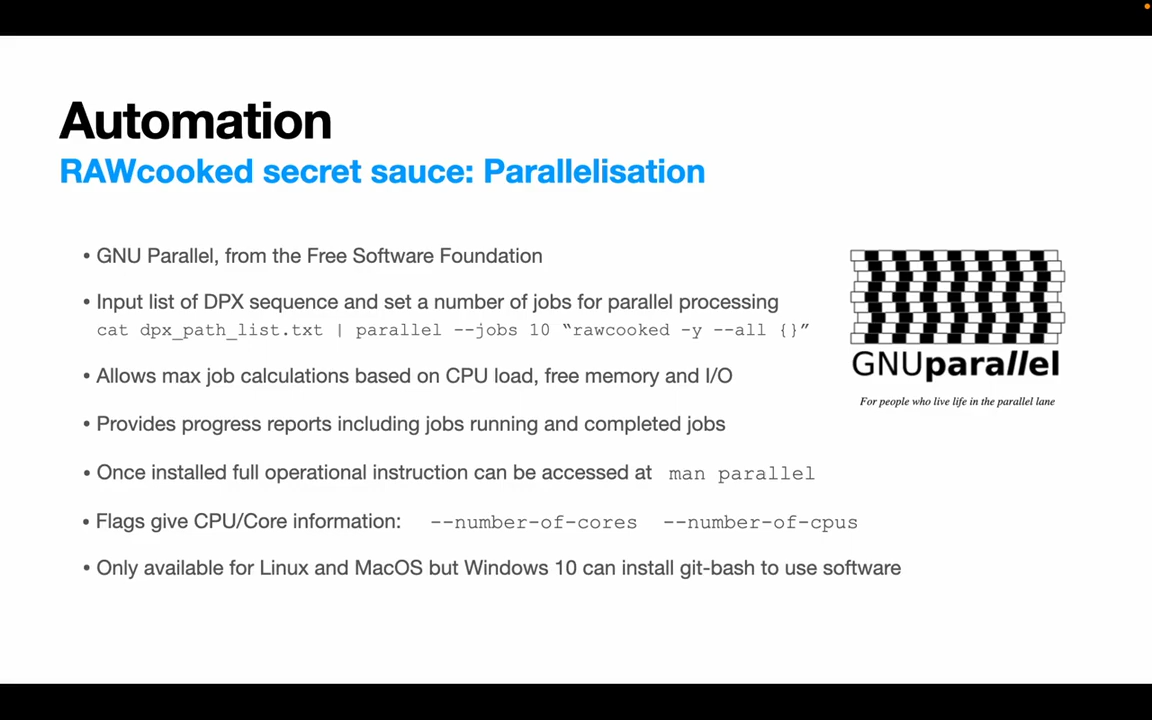 Automation
RAWcooked secret sauce: Parallelisation
• GNU Parallel, from the Free Software Foundation
• Input list of DPX sequence and set a number of jobs for parallel processing
cat dpx_path_list.txt | parallel --jobs 10 “rawcooked -y --all {}”
• Allows max job calculations based on CPU load, free memory and I/O
• Provides progress reports including jobs running and completed jobs
• Once installed full operational instruction can be accessed at man parallel
• Flags give CPU/Core information: --number-of-cores --number-of-cpus
• Only available for Linux and MacOS but Windows 10 can install git-bash to use software
GNUparallel
For people who live life in the parallel lane